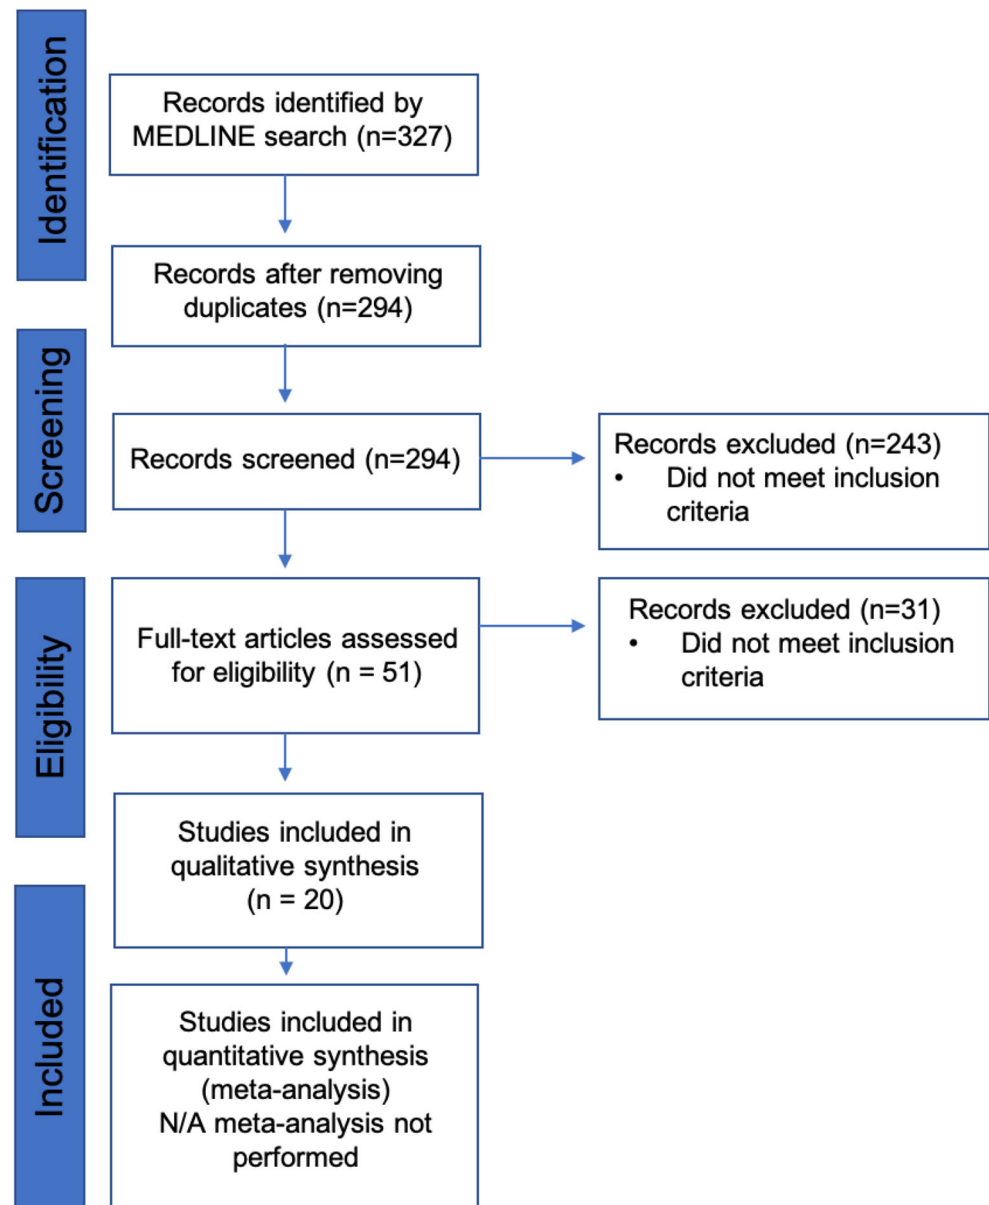 Identification
Records identified by
MEDLINE search (n=327)
Records after removing
duplicates (n=294)
Screening
Records screened (n=294)
Records excluded (n=243)
• Did not meet inclusion
criteria
Eligibility
Full-text articles assessed
for eligibility (n = 51)
Records excluded (n=31)
• Did not meet inclusion
criteria
Studies included in
qualitative synthesis
(n = 20)
Included
Studies included in
quantitative synthesis
(meta-analysis)
N/A meta-analysis not
performed